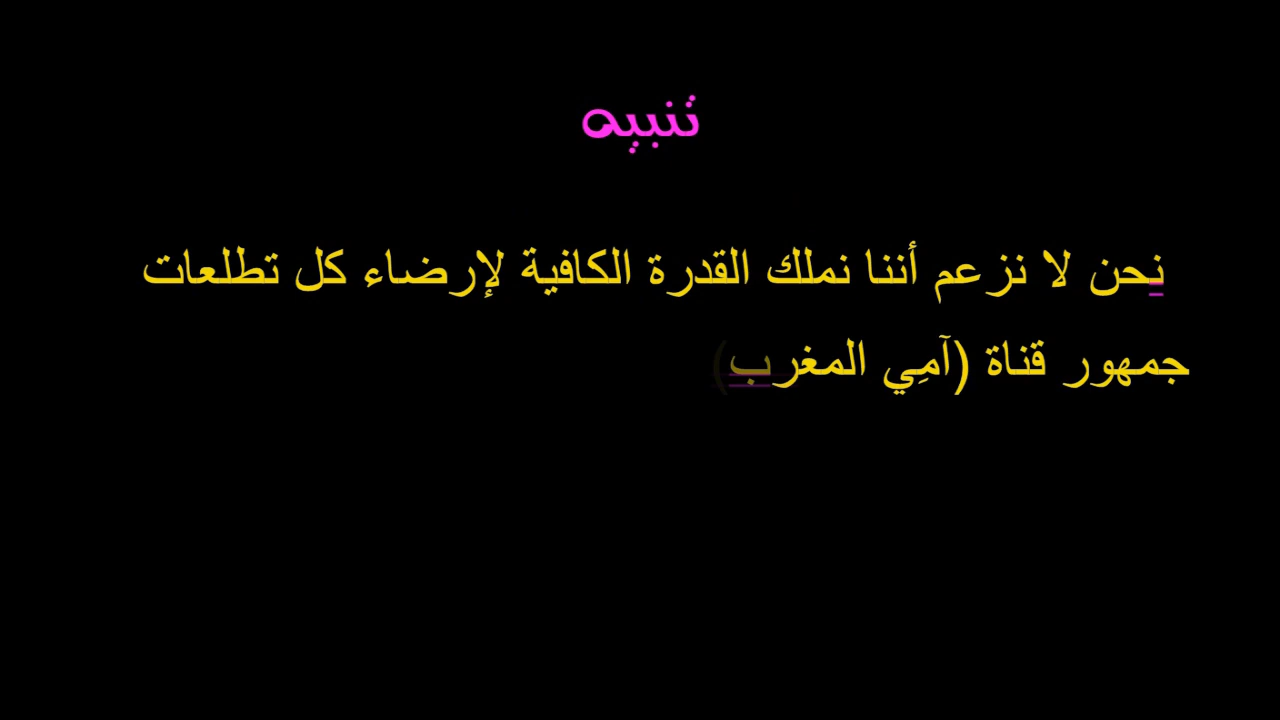 تنبيه
نحن لا نزعم أننا نملك القدرة الكافية لإرضاء كل تطلعات
جمهور قناة (آمِي المغرب)